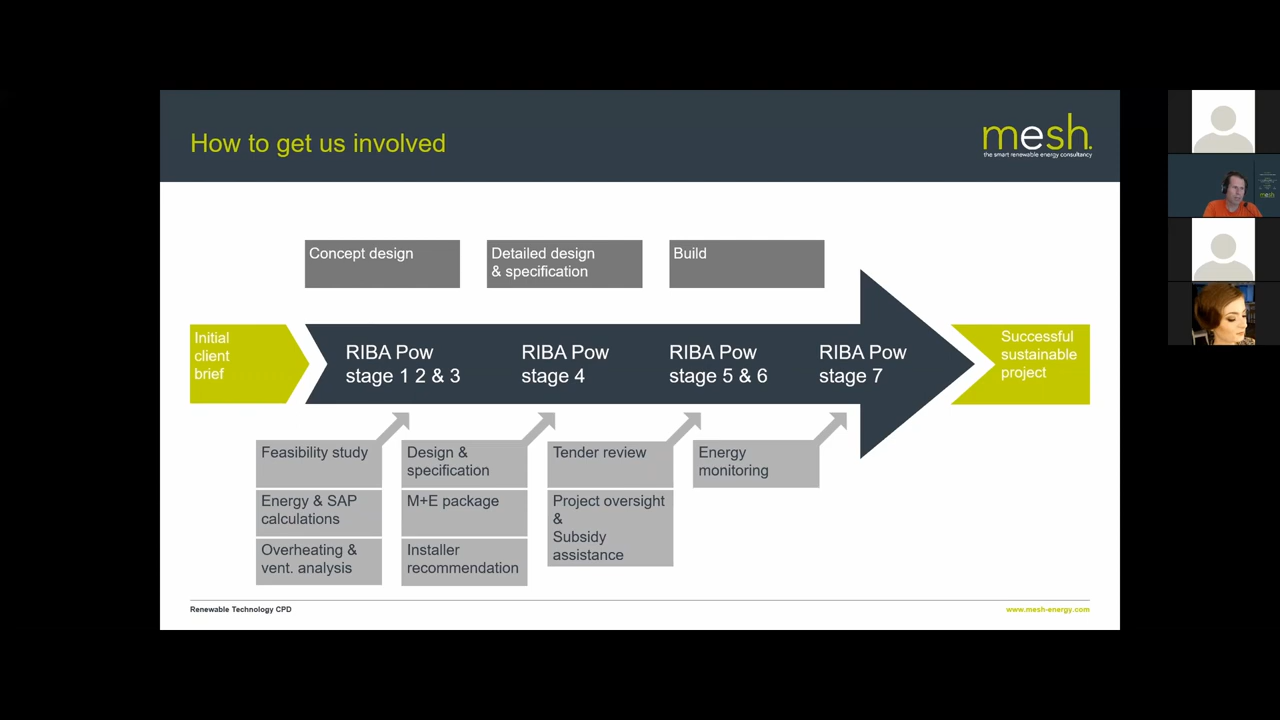 How to get us involved
mesh.
the smart renewable energy consultancy
Concept design
Detailed design
& specification
Build
Initial
client
brief
RIBA Pow
stage 1 2 & 3
RIBA Pow
stage 4
RIBA Pow
stage 5 & 6
RIBA Pow
stage 7
Successful
sustainable
project
Feasibility study
Energy & SAP
calculations
Overheating &
vent. analysis
Design &
specification
M+E package
Installer
recommendation
Tender review
Project oversight
&
Subsidy
assistance
Energy
monitoring
Renewable Technology CPD
www.mesh-energy.com
mesh